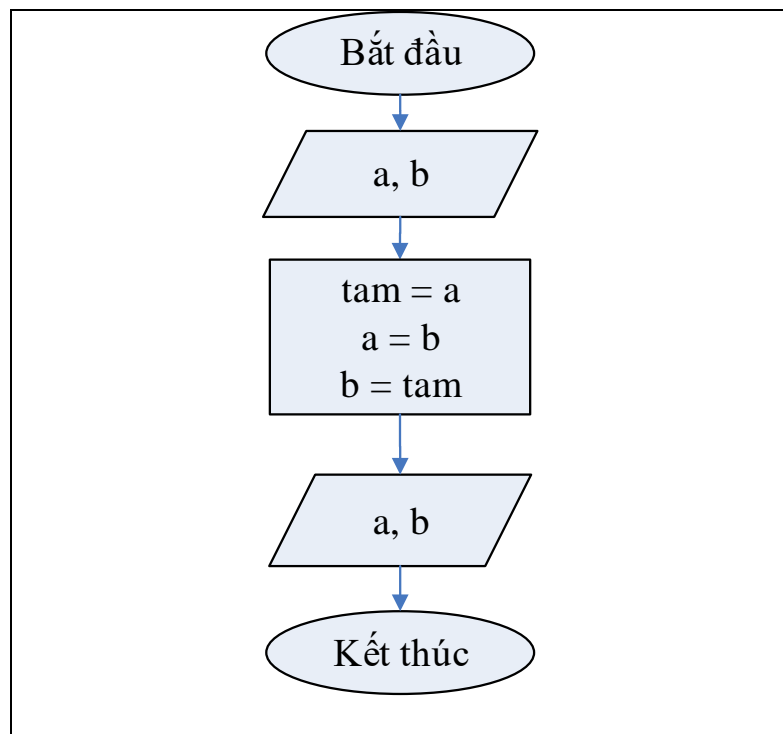 Bắt đầu
a, b
tam = a
a = b
b = tam
a, b
Kết thúc